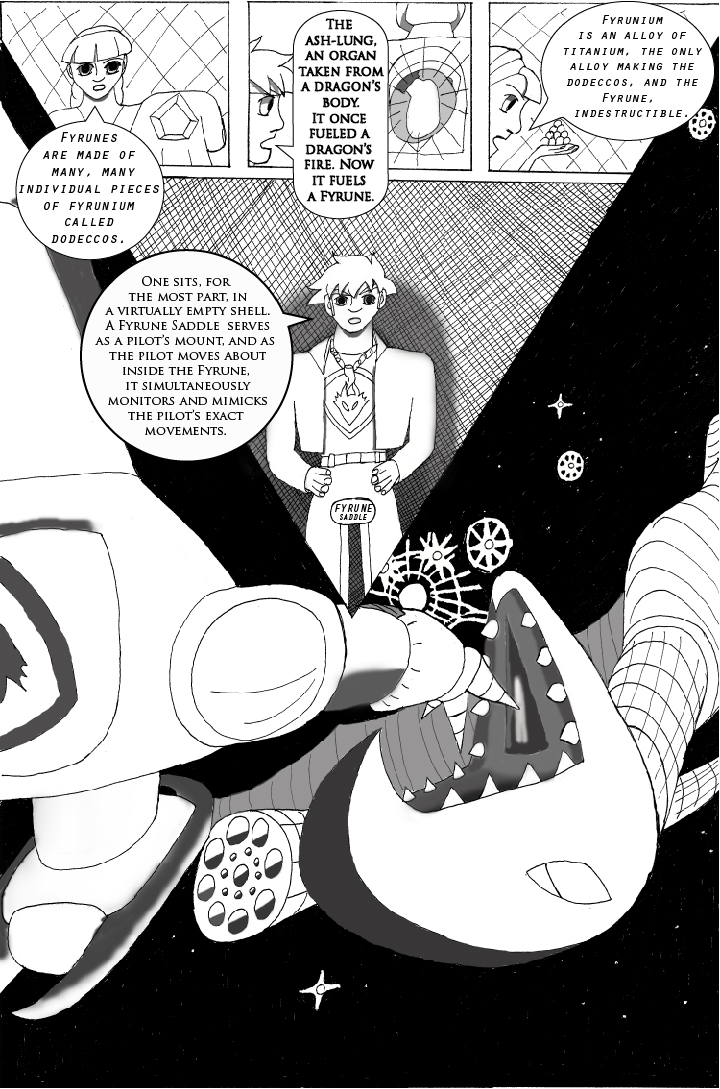 Fyrunes
are made of
many, many
individual pieces
of fyrunium
called
dodeccos.
The
ash-lung,
an organ
taken from
a dragon's
body.
It once
fueled a
dragon's
fire. Now
it fuels
a Fyrune.
Fyrunium
is an alloy of
titanium, the only
alloy making the
dodeccos, and the
Fyrune,
indestructible.
One sits, for
the most part, in
a virtually empty shell.
A Fyrune Saddle serves
as a pilot's mount, and as
the pilot moves about
inside the Fyrune,
it simultaneously
monitors and mimicks
the pilot's exact
movements.
Fyrune
Saddle